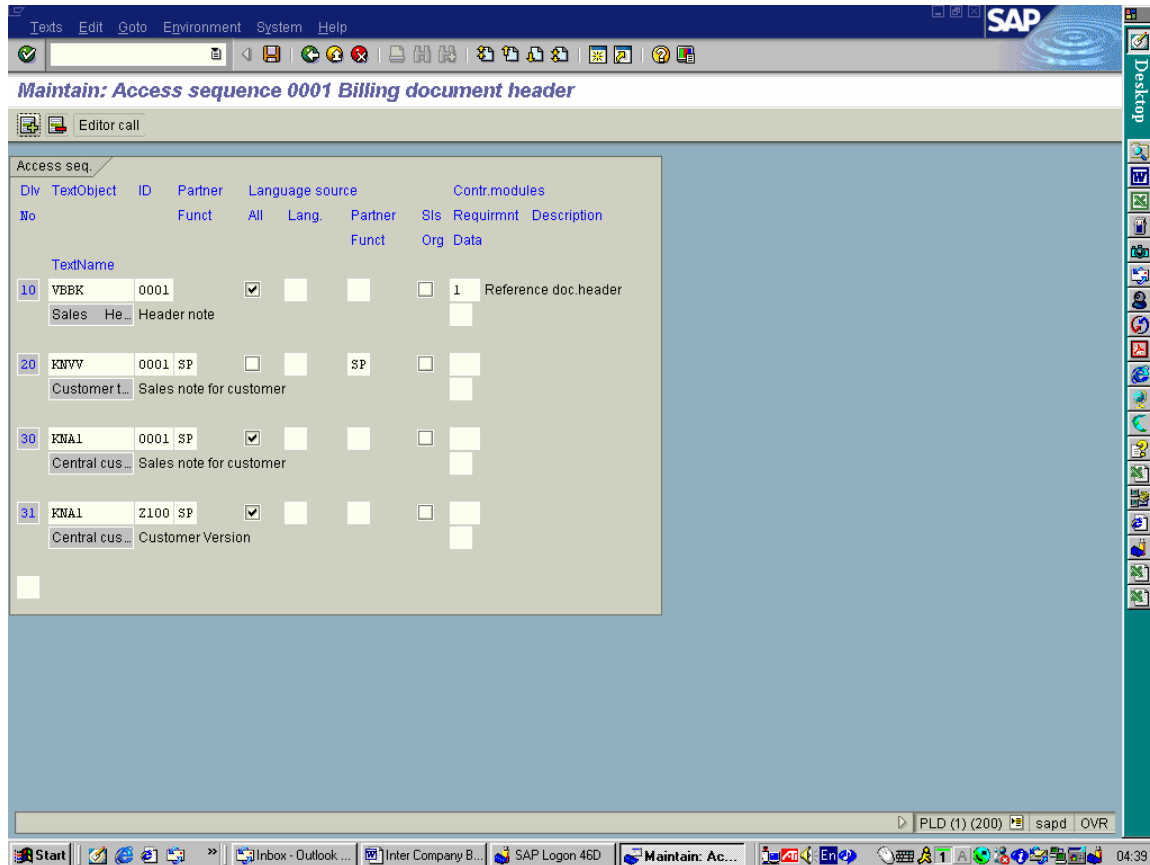 Texts Edit Goto Environment System Help
SAP
Maintain: Access sequence 0001 Billing document header
Editor call
Access seq.
Dlv TextObject ID Partner Language source Contr.modules
No Funct All Lang. Partner Sls Requirmnt Description
Funct Org Data
TextName
10 VBBK 0001 1 Reference doc.header
Sales He... Header note
20 KNVV 0001 SP SP
Customer t... Sales note for customer
30 KNA1 0001 SP
Central cus... Sales note for customer
31 KNA1 Z100 SP
Central cus... Customer Version
PLD (1) (200) sapd OVR
Start » Inbox - Outlook ... Inter Company B... SAP Logon 46D Maintain: Ac... En 04:39
Desktop